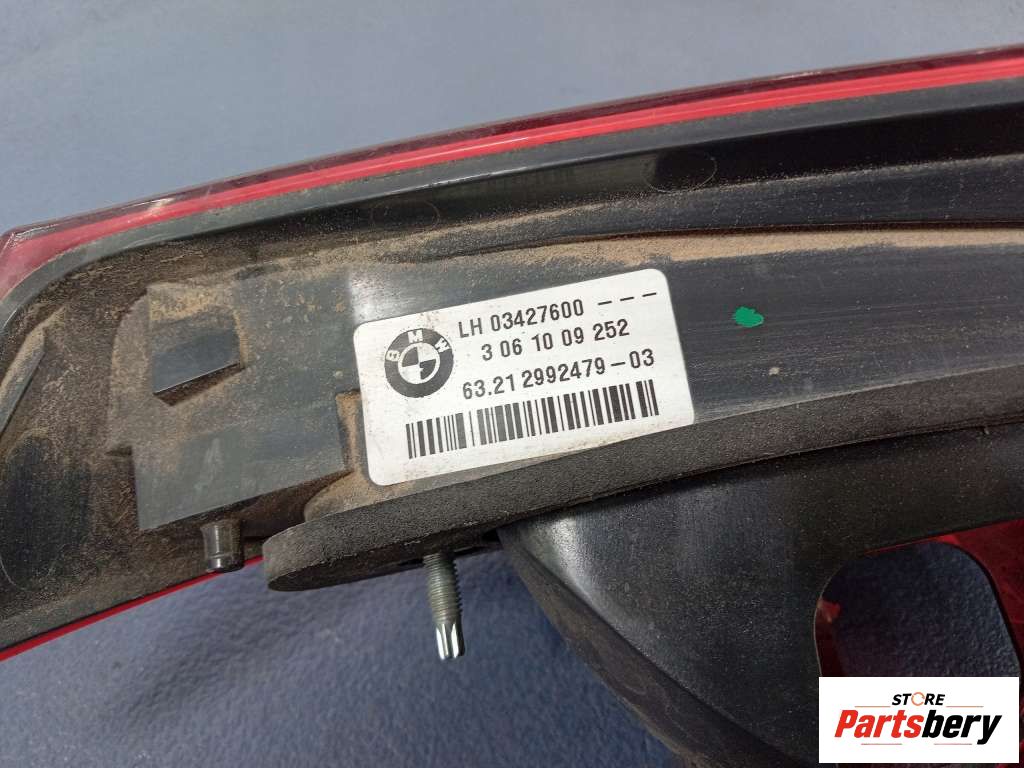 LH 03427600 ---
BMW
3 06 10 09 252
63.21 2992479-03
STORE
Partsbery